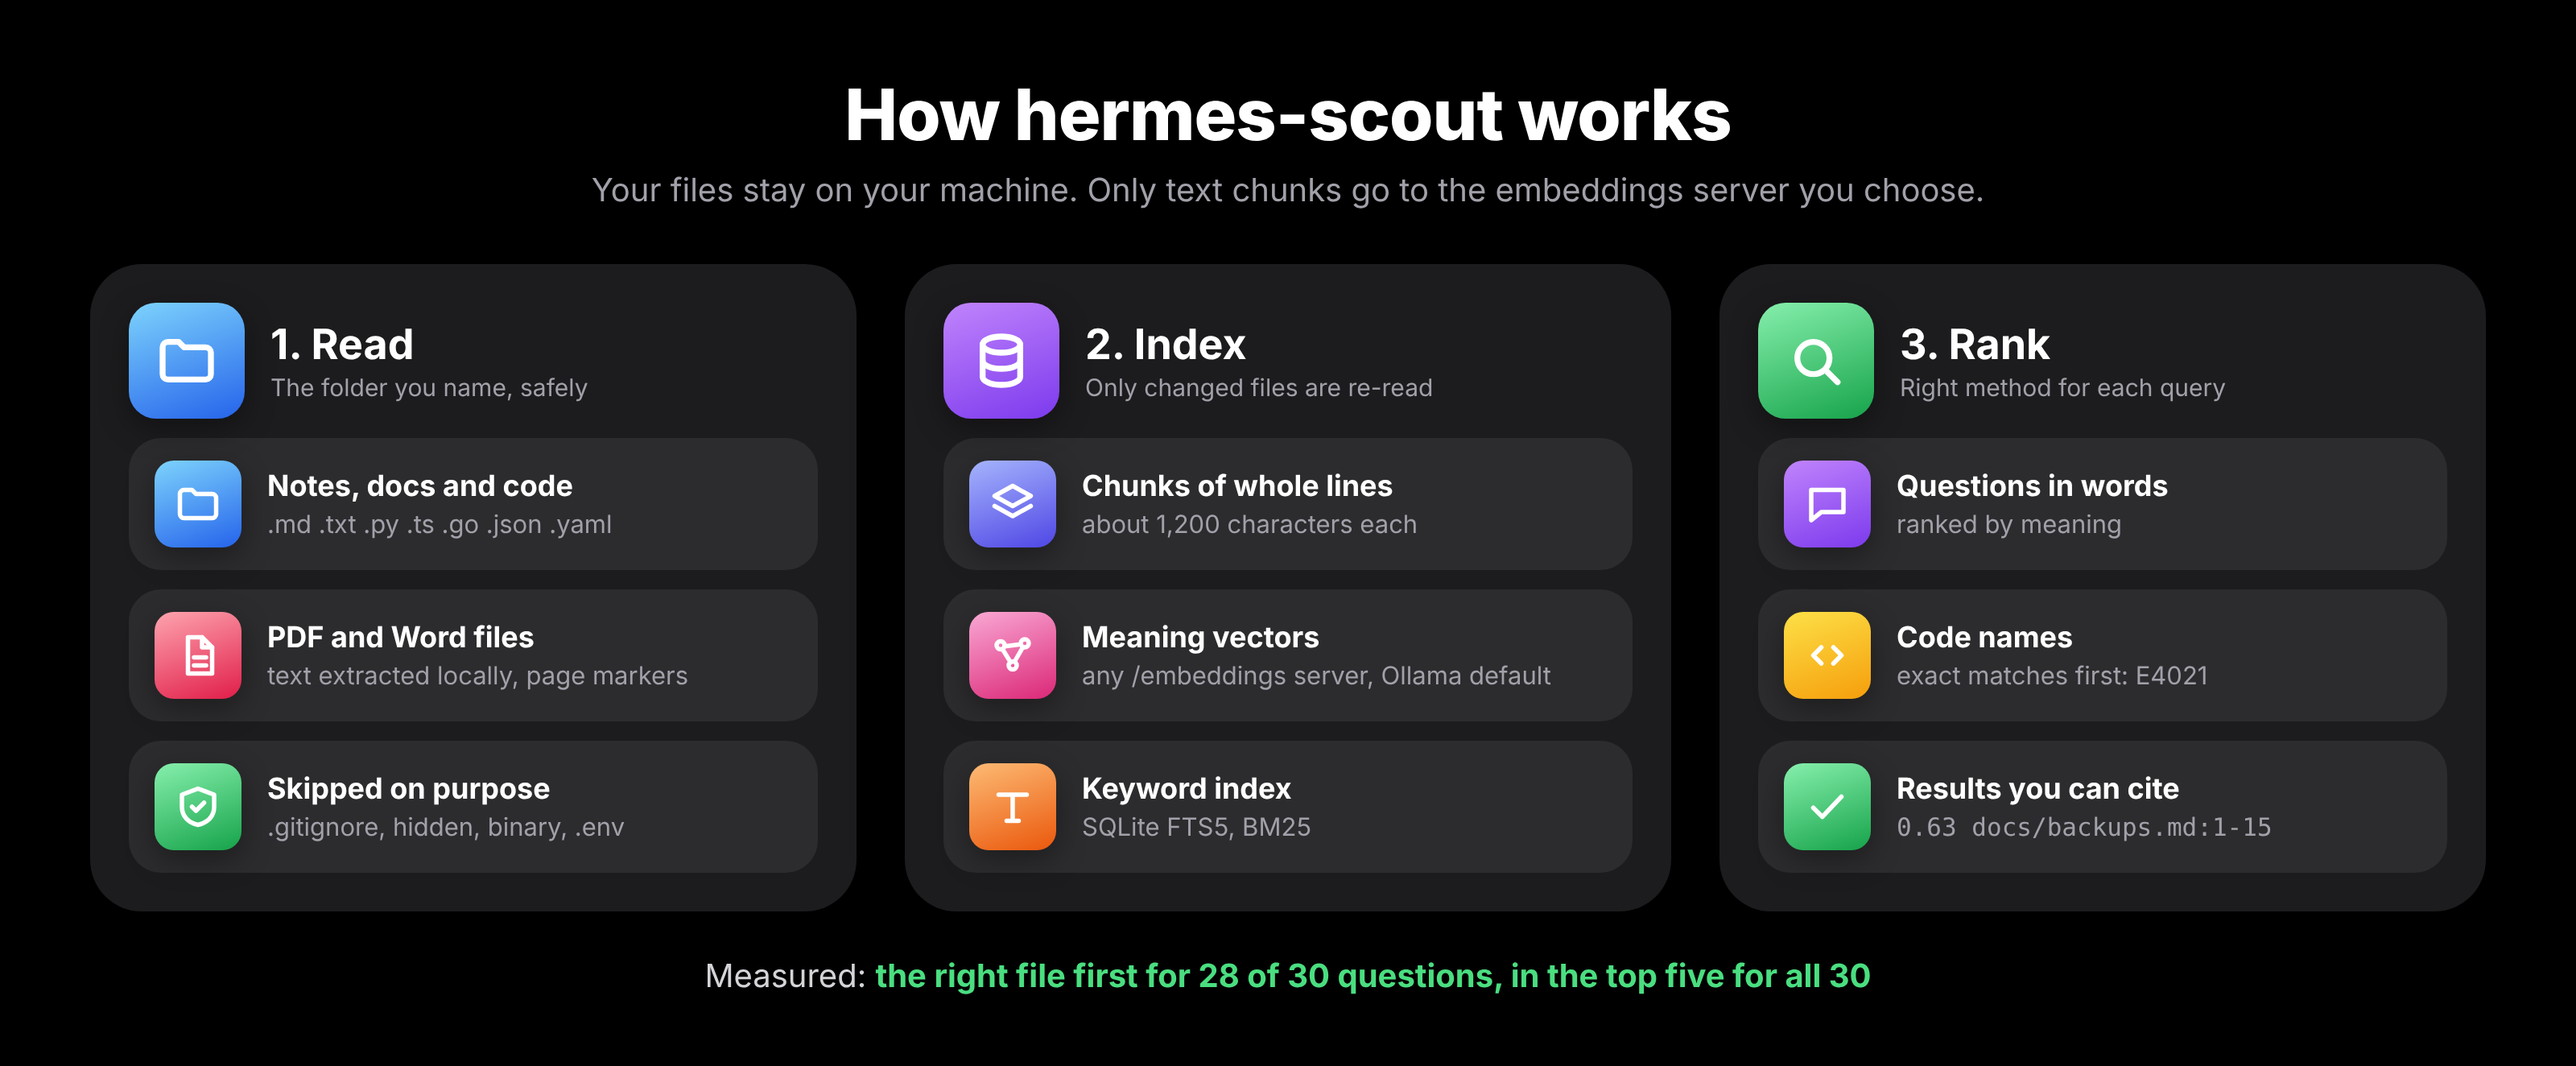 How hermes-scout works
Your files stay on your machine. Only text chunks go to the embeddings server you choose.
1. Read
The folder you name, safely
Notes, docs and code
.md .txt .py .ts .go .json .yaml
PDF and Word files
text extracted locally, page markers
Skipped on purpose
.gitignore, hidden, binary, .env
2. Index
Only changed files are re-read
Chunks of whole lines
about 1,200 characters each
Meaning vectors
any /embeddings server, Ollama default
Keyword index
SQLite FTS5, BM25
3. Rank
Right method for each query
Questions in words
ranked by meaning
Code names
exact matches first: E4021
Results you can cite
0.63 docs/backups.md:1-15
Measured: the right file first for 28 of 30 questions, in the top five for all 30